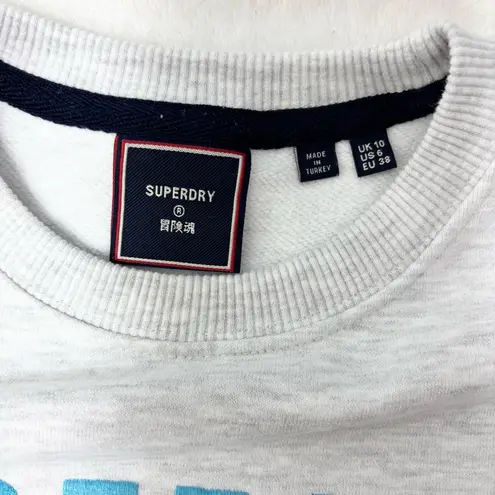 SUPERDRY
®
冒険魂
MADE
IN
TURKEY
UK 10
US 6
EU 38